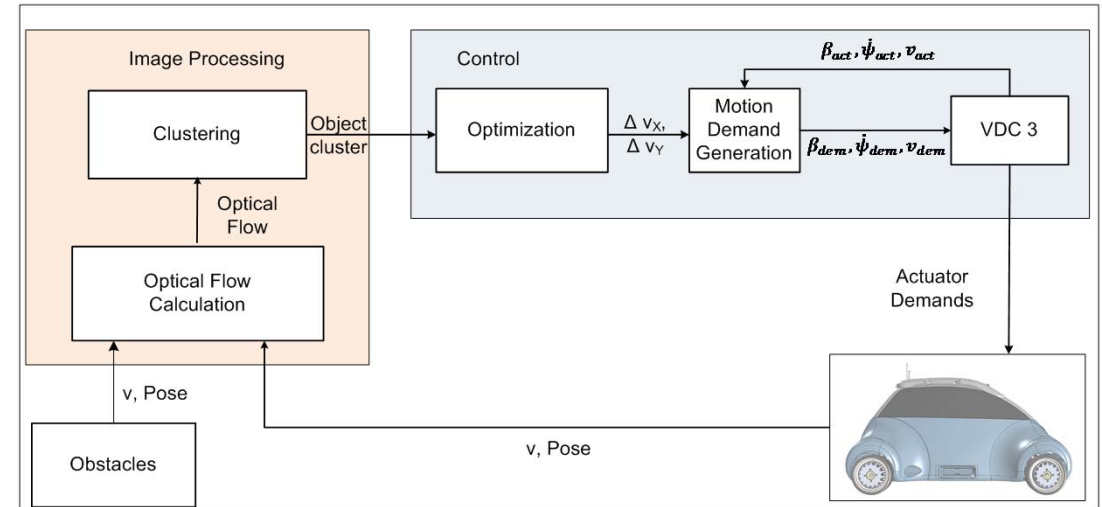 Image Processing
Clustering
Object
cluster
Optical
Flow
Optical Flow
Calculation
v, Pose
Obstacles
Control
Optimization
Δ v_X,
Δ v_Y
Motion
Demand
Generation
β_act, ψ̇_act, v_act
β_dem, ψ̇_dem, v_dem
VDC 3
Actuator
Demands
v, Pose